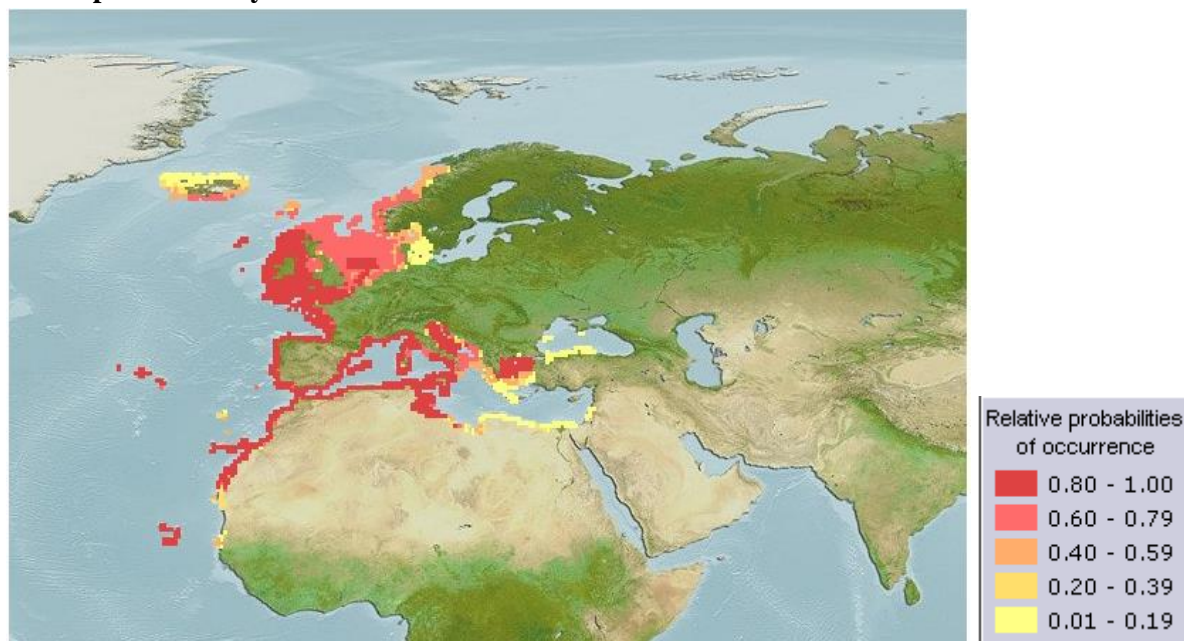 Relative probabilities
of occurrence
0.80 - 1.00
0.60 - 0.79
0.40 - 0.59
0.20 - 0.39
0.01 - 0.19